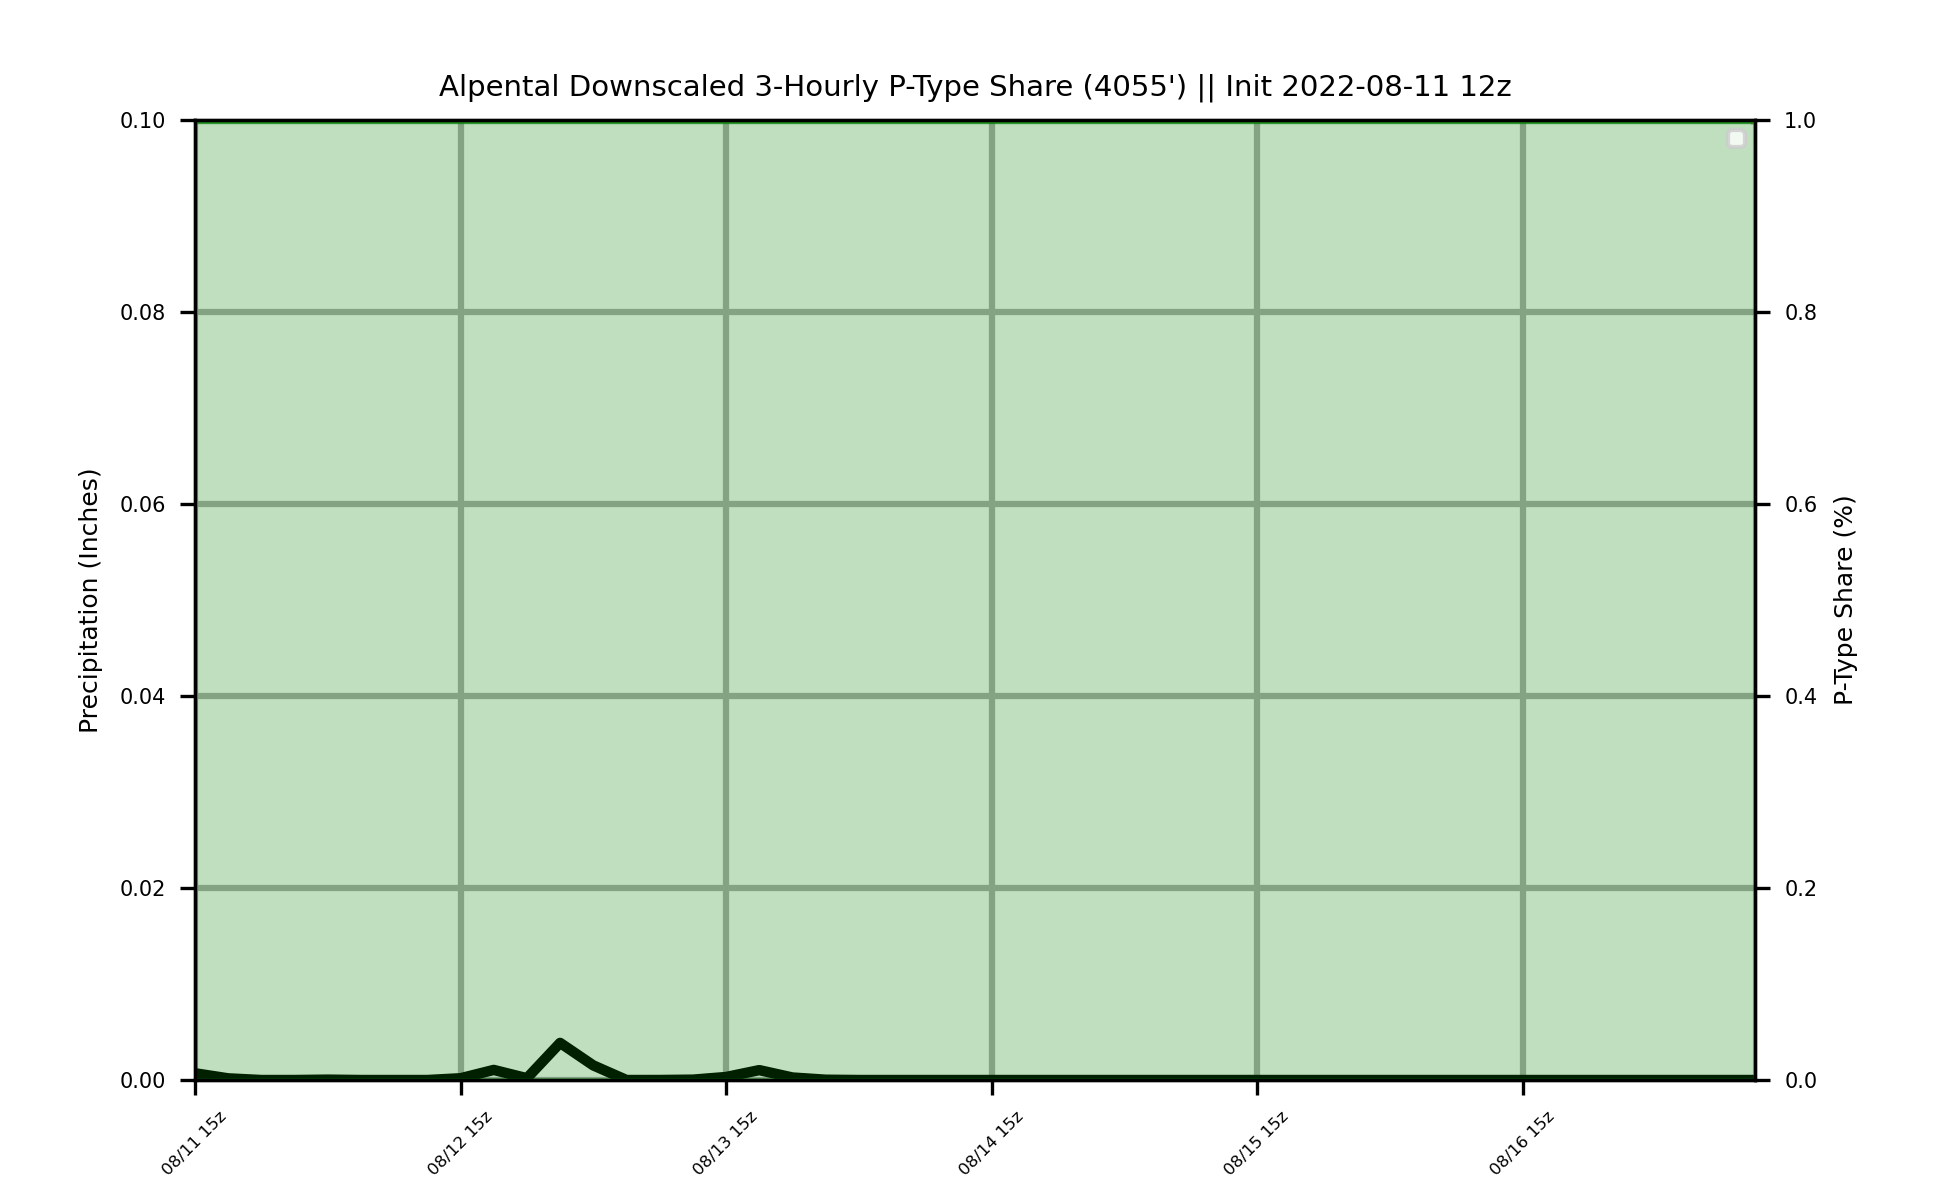 Alpental Downscaled 3-Hourly P-Type Share (4055') || Init 2022-08-11 12z
0.10
0.08
0.06
0.04
0.02
0.00
Precipitation (Inches)
1.0
0.8
0.6
0.4
0.2
0.0
P-Type Share (%)
08/11 15z
08/12 15z
08/13 15z
08/14 15z
08/15 15z
08/16 15z